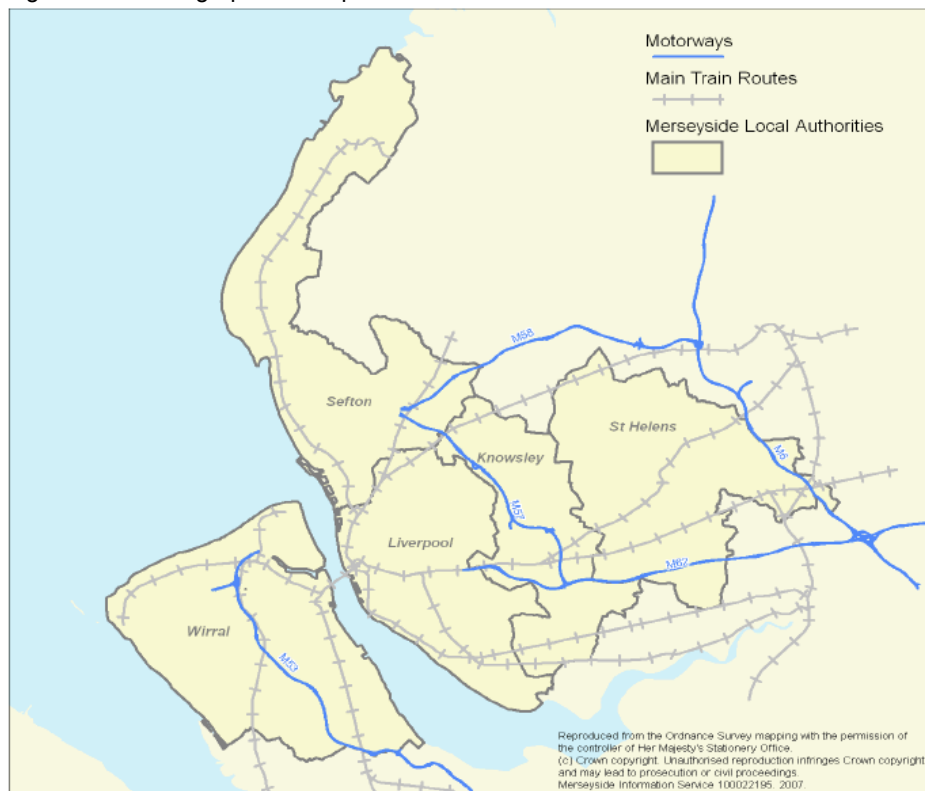 Motorways
Main Train Routes
Merseyside Local Authorities
M58
Sefton
St Helens
Knowsley
M6
M57
Liverpool
M62
Wirral
M53
Reproduced from the Ordnance Survey mapping with the permission of
the controller of Her Majesty's Stationery Office.
(c) Crown copyright. Unauthorised reproduction infringes Crown copyright
and may lead to prosecution or civil proceedings.
Merseyside Information Service 100022195. 2007.